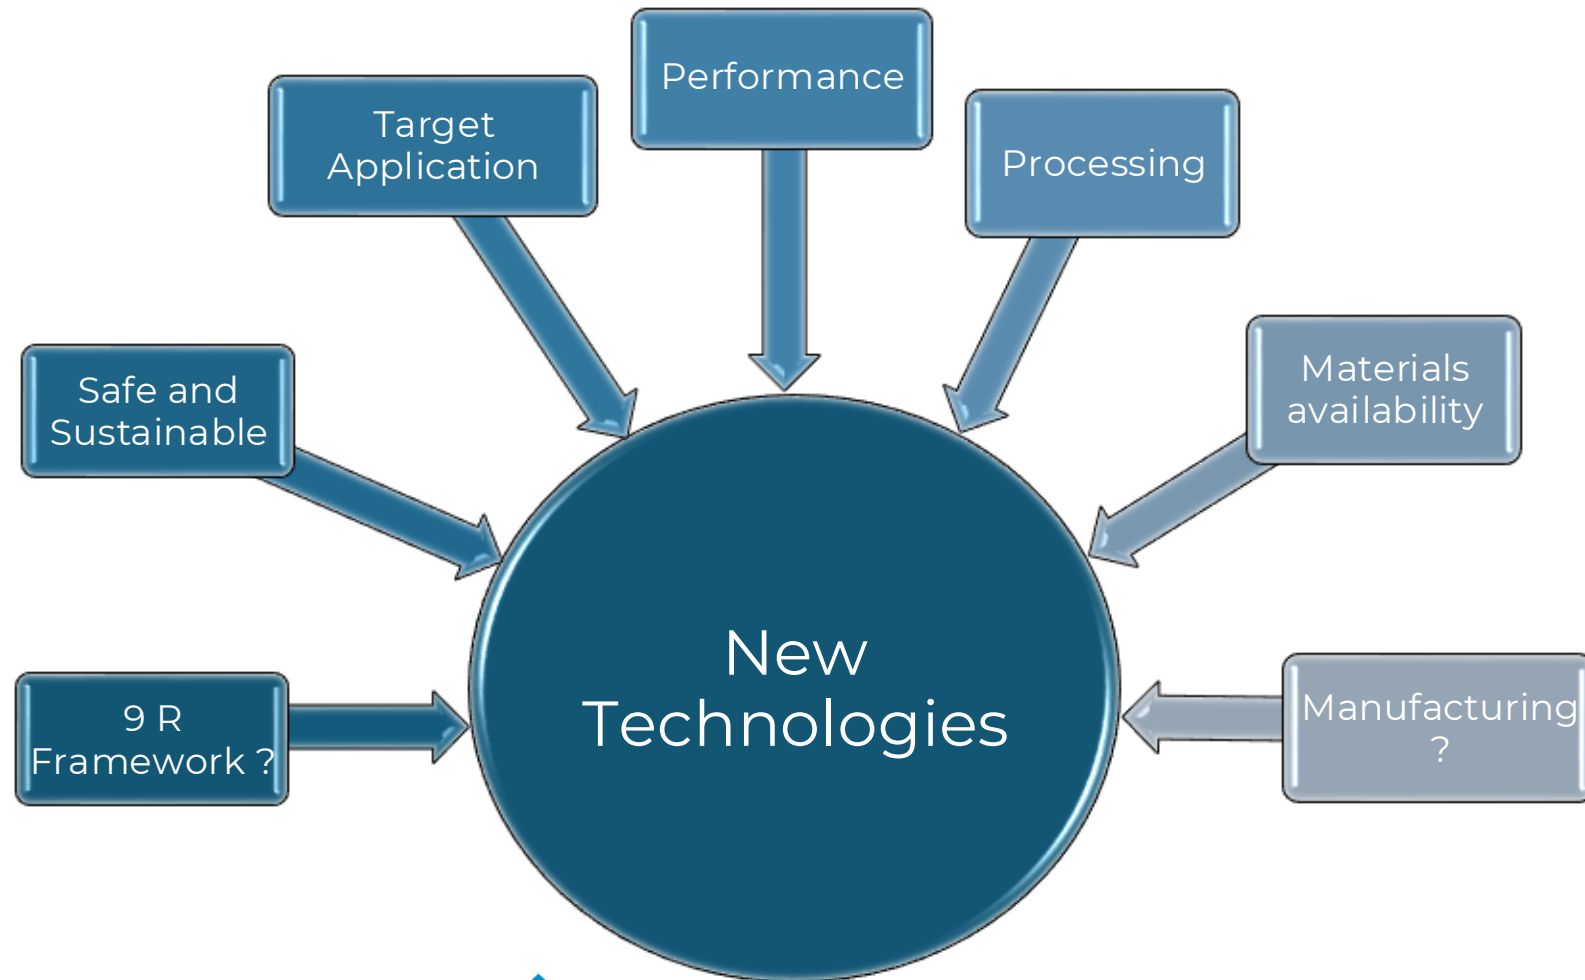 Performance
Target
Application
Processing
Safe and
Sustainable
Materials
availability
New
Technologies
9 R
Framework ?
Manufacturing
?